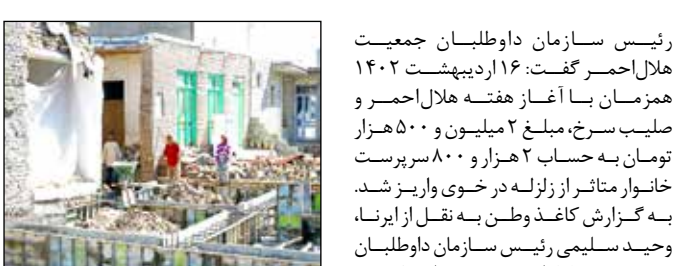 رئیس سازمان داوطلبان جمعیت
هلال‌احمر گفت: ۱۶ اردیبهشت ۱۴۰۲
همزمان با آغاز هفته هلال‌احمر و
صلیب سرخ، مبلغ ۲ میلیون و ۵۰۰ هزار
تومان به حساب ۲ هزار و ۸۰۰ سرپرست
خانوار متاثر از زلزله در خوی واریز شد.
به گزارش کاغذ وطن به نقل از ایرنا،
وحید سلیمی رئیس سازمان داوطلبان